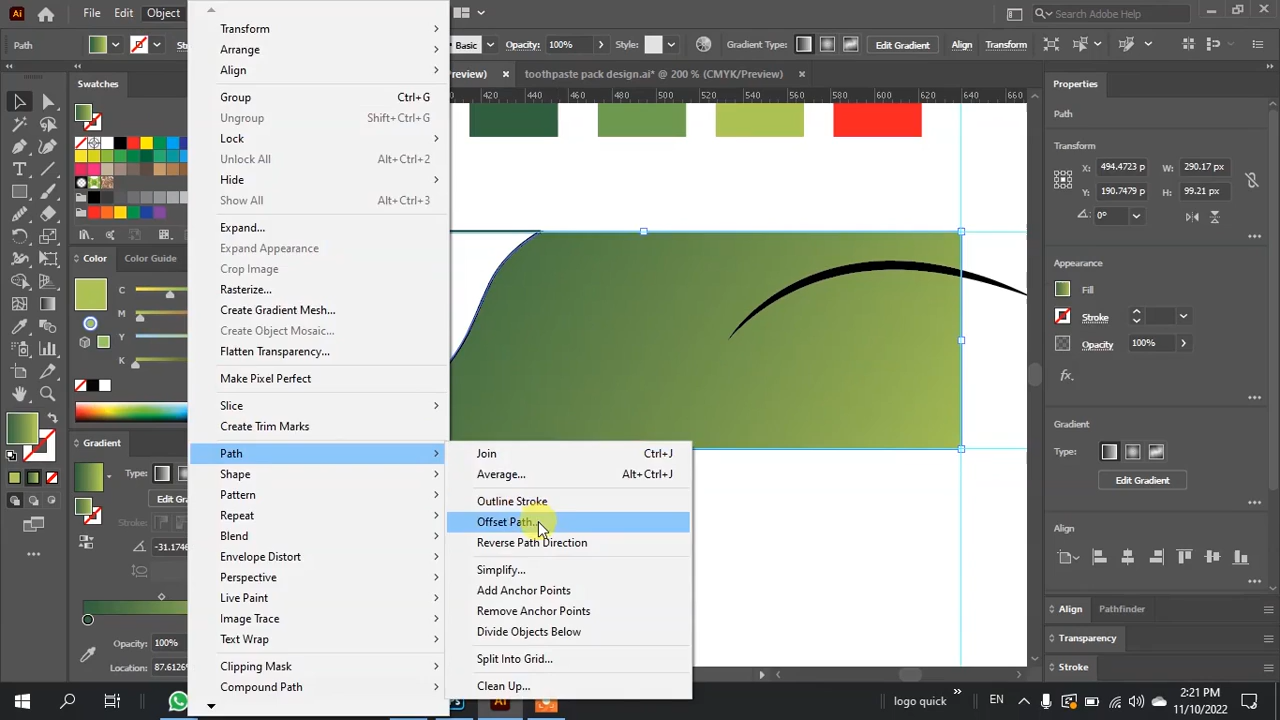 Ai File Edit Object
Search Adobe Help
Path Basic Opacity: 100% Style: Gradient Type: Edit Gradient Align Transform
Preview) × toothpaste pack design.ai* @ 200 % (CMYK/Preview) ×
420 440 460 480 500 520 540 560 580 600 620 640 660
Swatches
Color Color Guide
C
M
Y
K
Gradient
Type:
Edit Gr
Stroke:
-31.1746
Opacity: 100%
Location: 87.6126
Transform
Arrange
Align
Group Ctrl+G
Ungroup Shift+Ctrl+G
Lock
Unlock All Alt+Ctrl+2
Hide
Show All Alt+Ctrl+3
Expand...
Expand Appearance
Crop Image
Rasterize...
Create Gradient Mesh...
Create Object Mosaic...
Flatten Transparency...
Make Pixel Perfect
Slice
Create Trim Marks
Path
Shape
Pattern
Repeat
Blend
Envelope Distort
Perspective
Live Paint
Image Trace
Text Wrap
Clipping Mask
Compound Path
Join Ctrl+J
Average... Alt+Ctrl+J
Outline Stroke
Offset Path...
Reverse Path Direction
Simplify...
Add Anchor Points
Remove Anchor Points
Divide Objects Below
Split Into Grid...
Clean Up...
Properties
Path
Transform
X: 494.4723 p W: 290.17 px
Y: 190.7479 p H: 99.21 px
0°
Appearance
Fill
Stroke
Opacity 100%
fx.
Gradient
Type:
Edit Gradient
Align
Align Pathfinder
Transparency
Stroke
Ps Ai
logo quick up... » EN 2:21 PM
11/10/2022